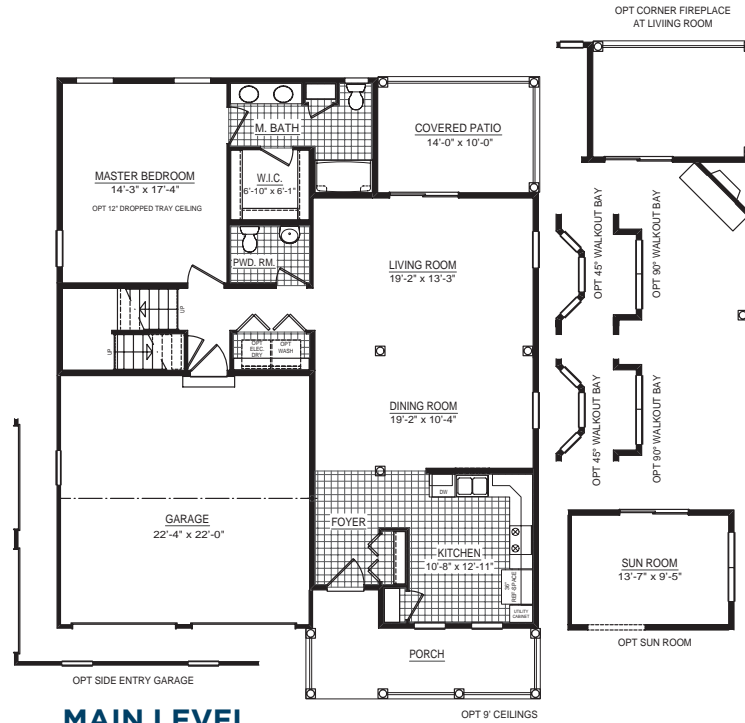 OPT CORNER FIREPLACE
AT LIVIING ROOM
M. BATH
COVERED PATIO
14'-0" x 10'-0"
MASTER BEDROOM
14'-3" x 17'-4"
OPT 12" DROPPED TRAY CEILING
W.I.C.
6'-10" x 6'-1"
PWD. RM.
LIVING ROOM
19'-2" x 13'-3"
OPT 45° WALKOUT BAY
OPT 90° WALKOUT BAY
UP
UP
OPT
ELEC.
DRY
OPT
WASH
DINING ROOM
19'-2" x 10'-4"
OPT 45° WALKOUT BAY
OPT 90° WALKOUT BAY
DW
GARAGE
22'-4" x 22'-0"
FOYER
KITCHEN
10'-8" x 12'-11"
36"
REF-SPACE
UTILITY
CABINET
SUN ROOM
13'-7" x 9'-5"
OPT SUN ROOM
PORCH
OPT SIDE ENTRY GARAGE
MAIN LEVEL
OPT 9' CEILINGS